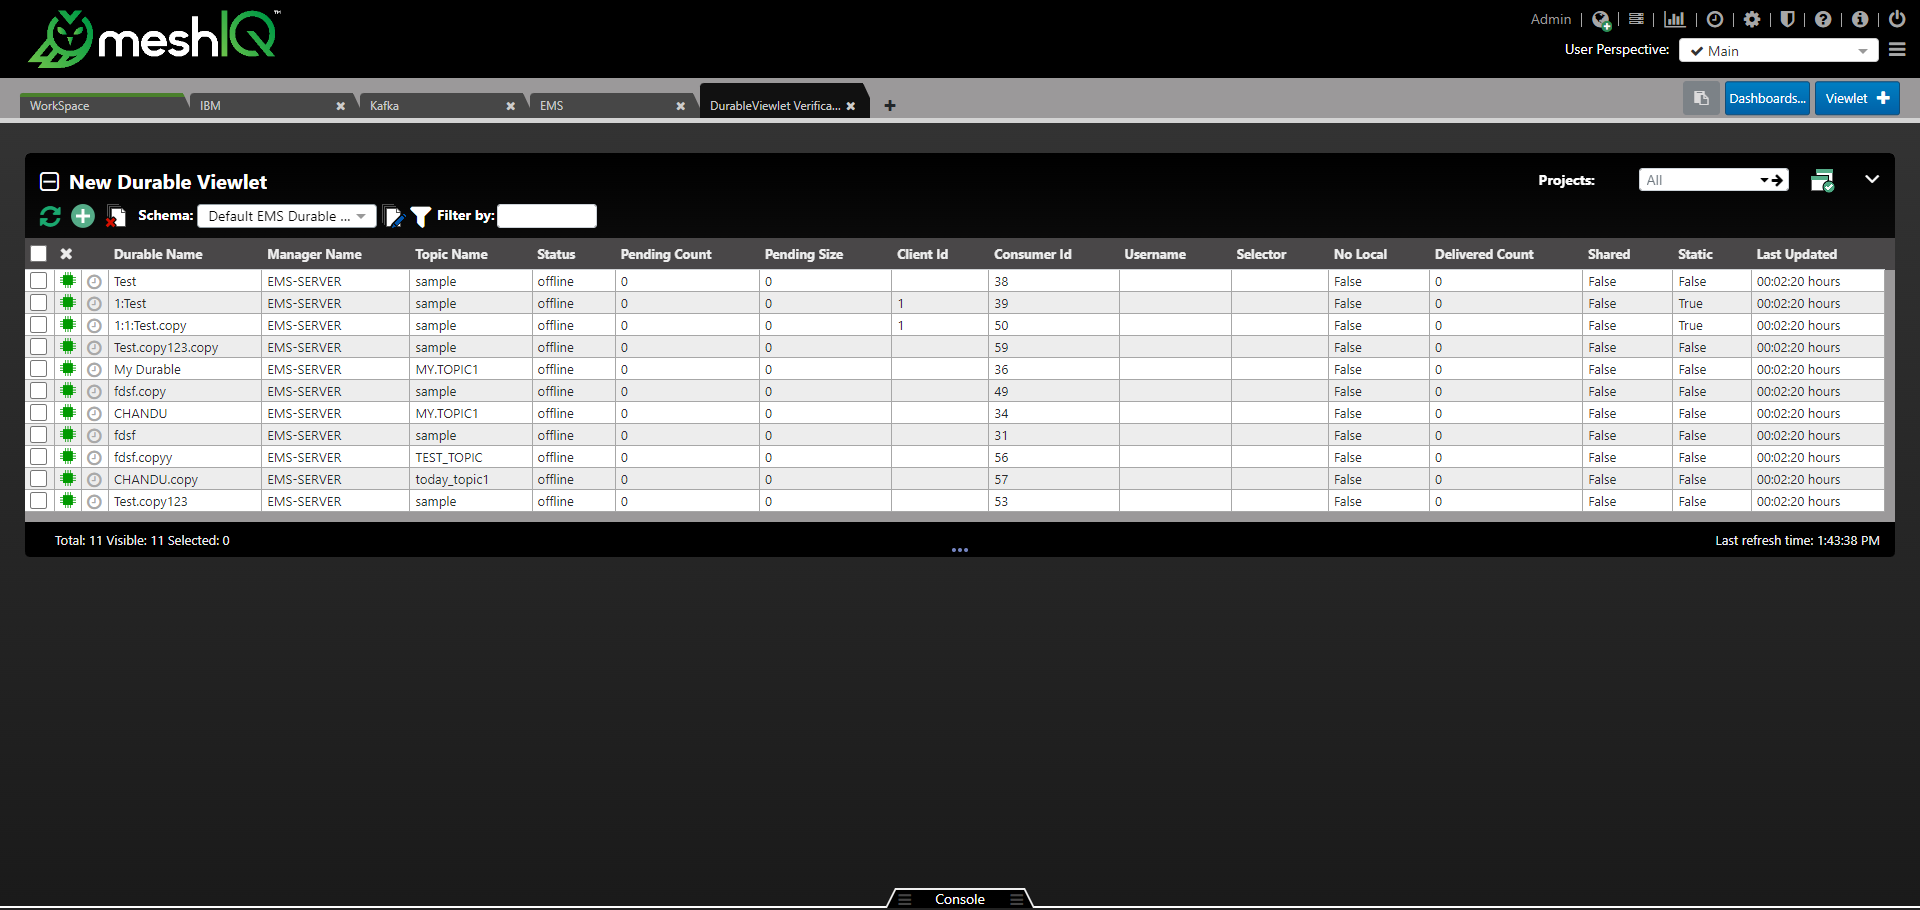 meshIQ™
Admin
User Perspective: Main
WorkSpace IBM Kafka EMS DurableViewlet Verifica... Dashboards... Viewlet
New Durable Viewlet Projects: All
Schema: Default EMS Durable ... Filter by:
Durable Name Manager Name Topic Name Status Pending Count Pending Size Client Id Consumer Id Username Selector No Local Delivered Count Shared Static Last Updated
Test EMS-SERVER sample offline 0 0 38 False 0 False False 00:02:20 hours
1:Test EMS-SERVER sample offline 0 0 1 39 False 0 False True 00:02:20 hours
1:1:Test.copy EMS-SERVER sample offline 0 0 1 50 False 0 False True 00:02:20 hours
Test.copy123.copy EMS-SERVER sample offline 0 0 59 False 0 False False 00:02:20 hours
My Durable EMS-SERVER MY.TOPIC1 offline 0 0 36 False 0 False False 00:02:20 hours
fdsf.copy EMS-SERVER sample offline 0 0 49 False 0 False False 00:02:20 hours
CHANDU EMS-SERVER MY.TOPIC1 offline 0 0 34 False 0 False False 00:02:20 hours
fdsf EMS-SERVER sample offline 0 0 31 False 0 False False 00:02:20 hours
fdsf.copyy EMS-SERVER TEST_TOPIC offline 0 0 56 False 0 False False 00:02:20 hours
CHANDU.copy EMS-SERVER today_topic1 offline 0 0 57 False 0 False False 00:02:20 hours
Test.copy123 EMS-SERVER sample offline 0 0 53 False 0 False False 00:02:20 hours
Total: 11 Visible: 11 Selected: 0 Last refresh time: 1:43:38 PM
Console